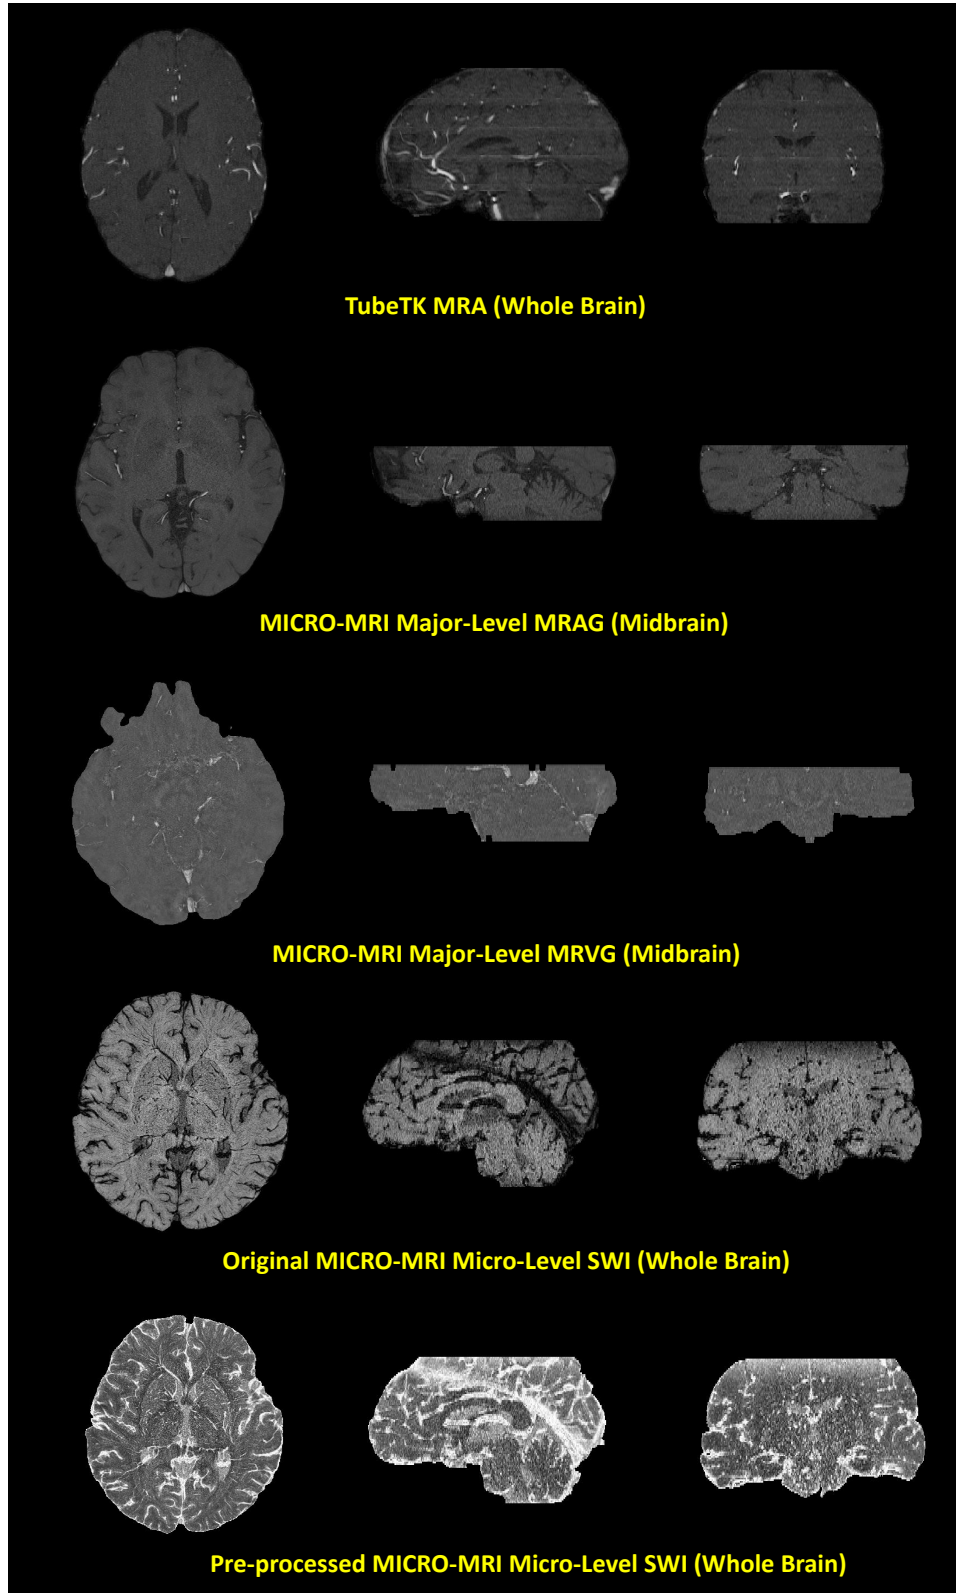 TubeTK MRA (Whole Brain)
MICRO-MRI Major-Level MRAG (Midbrain)
MICRO-MRI Major-Level MRVG (Midbrain)
Original MICRO-MRI Micro-Level SWI (Whole Brain)
Pre-processed MICRO-MRI Micro-Level SWI (Whole Brain)